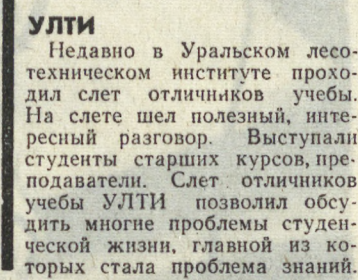 УЛТИ
Недавно в Уральском лесо-
техническом институте прохо-
дил слет отличников учебы.
На слете шел полезный, инте-
ресный разговор. Выступали
студенты старших курсов, пре-
подаватели. Слет отличников
учебы УЛТИ позволил обсу-
дить многие проблемы студен-
ческой жизни, главной из ко-
торых стала проблема знаний.